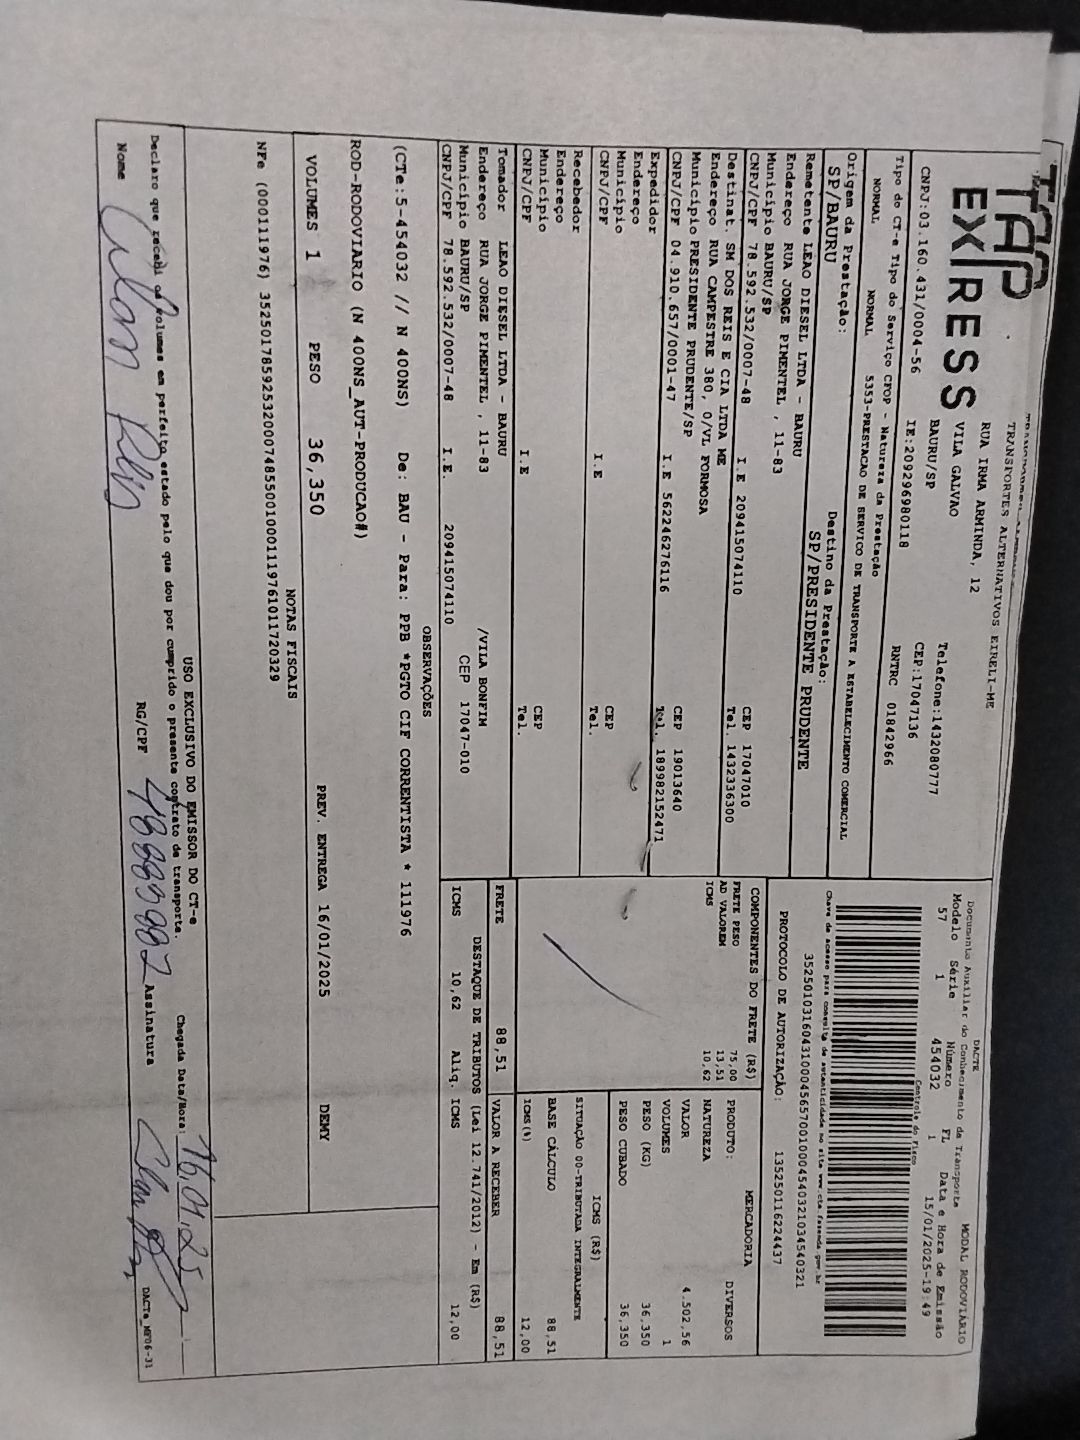 TAP EXPRESS
TRANSPORTES ALTERNATIVOS EIRELI-ME
RUA IRMA ARMINDA, 12
VILA GALVAO
BAURU/SP
Telefone:1432080777
CEP:17047136
CNPJ:03.160.431/0004-56 IE:209296980118
RNTRC 01842966
Tipo do CT-e Tipo do Serviço CFOP - Natureza da Prestação
NORMAL NORMAL 5353-PRESTACAO DE SERVICO DE TRANSPORTE A ESTABELECIMENTO COMERCIAL
Origem da Prestação: Destino da Prestação:
SP/BAURU SP/PRESIDENTE PRUDENTE
Remetente LEAO DIESEL LTDA - BAURU
Endereço RUA JORGE PIMENTEL , 11-83
Município BAURU/SP CEP 17047010
CNPJ/CPF 78.592.532/0007-48 I.E 209415074110 Tel. 1432336300
Destinat. SM DOS REIS E CIA LTDA ME
Endereço RUA CAMPESTRE 380, 0/VL FORMOSA
Município PRESIDENTE PRUDENTE/SP CEP 19013640
CNPJ/CPF 04.910.657/0001-47 I.E 562246276116 Tel. 18998215247​1
Expedidor
Endereço
Município CEP
CNPJ/CPF I.E Tel.
Recebedor
Endereço
Município CEP
CNPJ/CPF I.E Tel.
Tomador LEAO DIESEL LTDA - BAURU
Endereço RUA JORGE PIMENTEL , 11-83 /VILA BONFIM
Município BAURU/SP CEP 17047-010
CNPJ/CPF 78.592.532/0007-48 I.E. 209415074110
DACTE
Documento Auxiliar do Conhecimento de Transporte MODAL RODOVIÁRIO
Modelo Série Número FL Data e Hora de Emissão
57 1 454032 1 15/01/2025-19:49
Controle do Fisco
Chave de acesso para consulta de autenticidade no site www.cte.fazenda.gov.br
35250103160431000456570010004540321034540321
PROTOCOLO DE AUTORIZAÇÃO: 135250116224437
COMPONENTES DO FRETE (R$)
FRETE PESO 75,00
AD VALOREM 13,51
ICMS 10,62
MERCADORIA
PRODUTO: DIVERSOS
NATUREZA
VALOR 4.502,56
VOLUMES 1
PESO (KG) 36,350
PESO CUBADO 36,350
ICMS (R$)
SITUAÇÃO 00-TRIBUTADA INTEGRALMENTE
BASE CÁLCULO 88,51
ICMS(%) 12,00
FRETE 88,51 VALOR A RECEBER 88,51
DESTAQUE DE TRIBUTOS (Lei 12.741/2012) - Em (R$)
ICMS 10,62 Aliq. ICMS 12,00
OBSERVAÇÕES
(CTe:5-454032 // N 400NS) De: BAU - Para: PPB *PGTO CIF CORRENTISTA * 111976
ROD-RODOVIARIO (N 400NS_AUT-PRODUCAO#)
VOLUMES 1 PESO 36,350 PREV. ENTREGA 16/01/2025 DEMY
NOTAS FISCAIS
NFe (000111976) 35250178592532000748550010001119761011720329
USO EXCLUSIVO DO EMISSOR DO CT-e
Declaro que recebi os volumes em perfeito estado pelo que dou por cumprido o presente contrato de transporte.
Chegada Data/Hora: 16.01.25
Nome RG/CPF Assinatura
DACTe_MF06-31